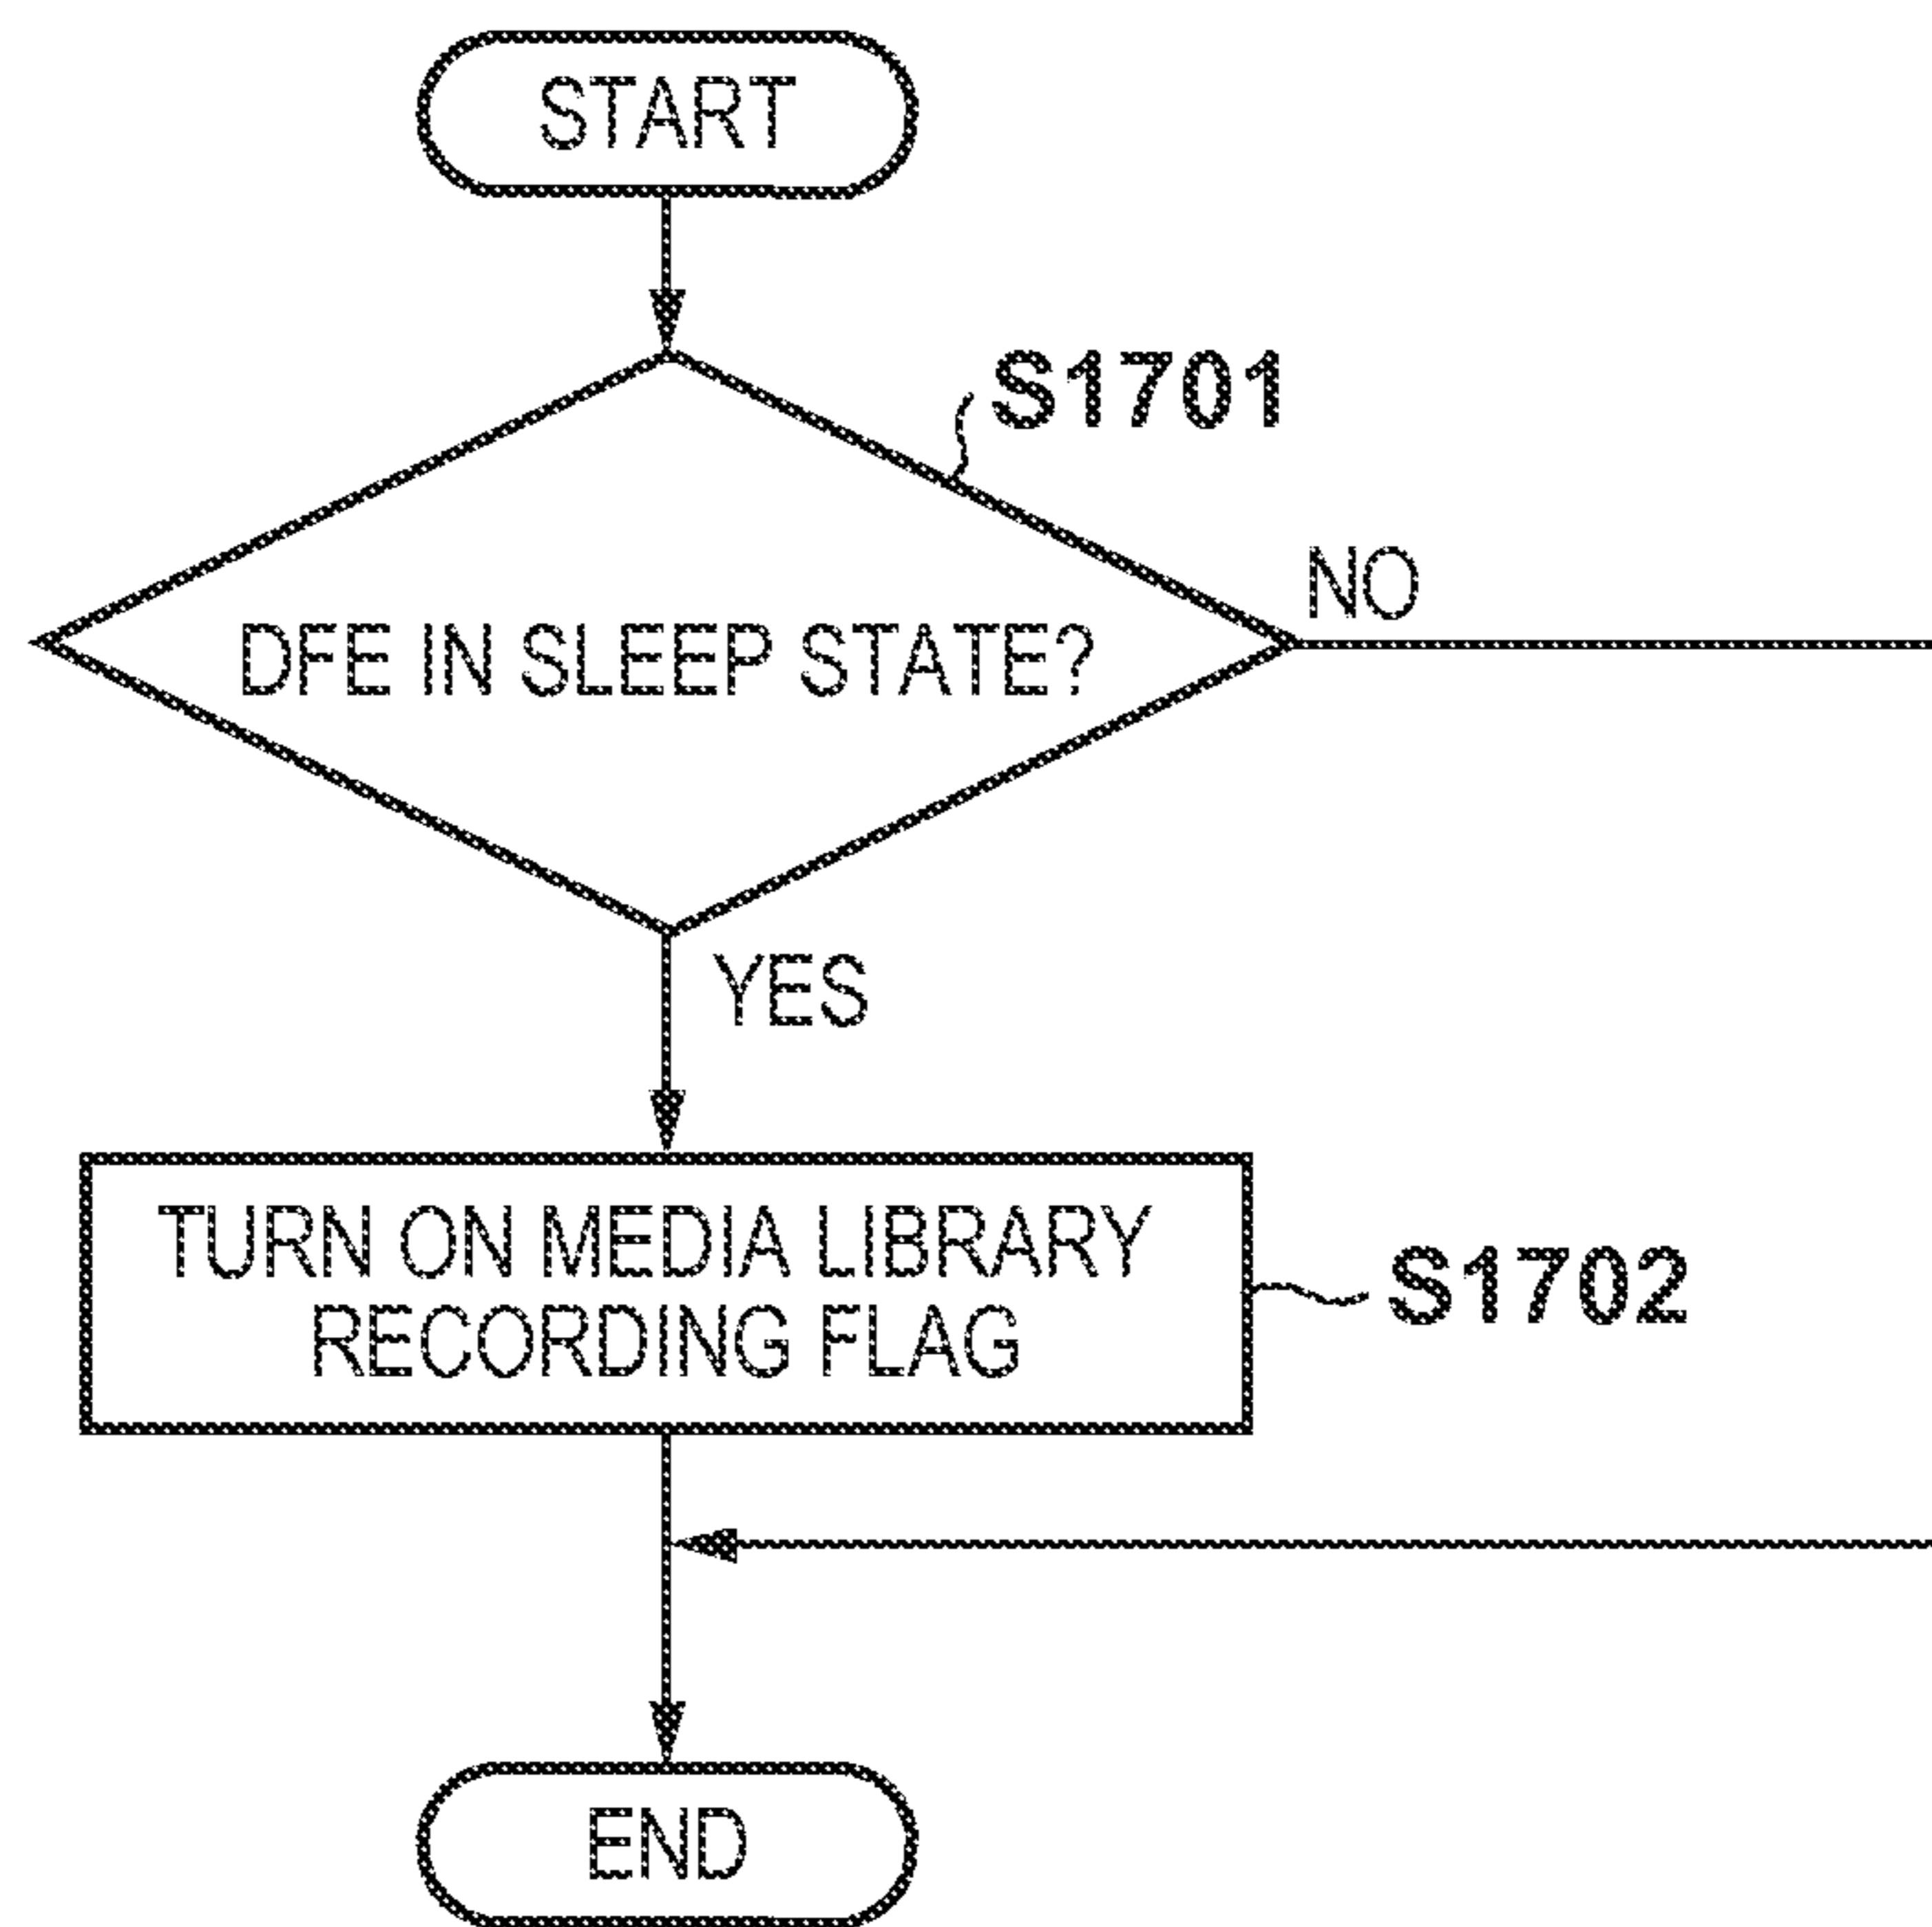 START
S1701
NO
DFE IN SLEEP STATE?
YES
TURN ON MEDIA LIBRARY
RECORDING FLAG
S1702
END